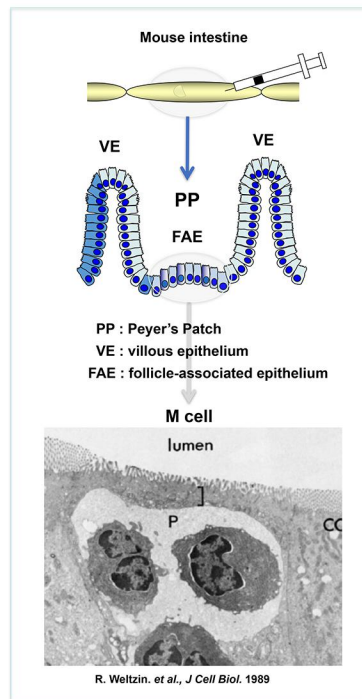 Mouse intestine
VE
VE
PP
FAE
PP : Peyer's Patch
VE : villous epithelium
FAE : follicle-associated epithelium
M cell
lumen
P
CC
R. Weltzin. et al., J Cell Biol. 1989